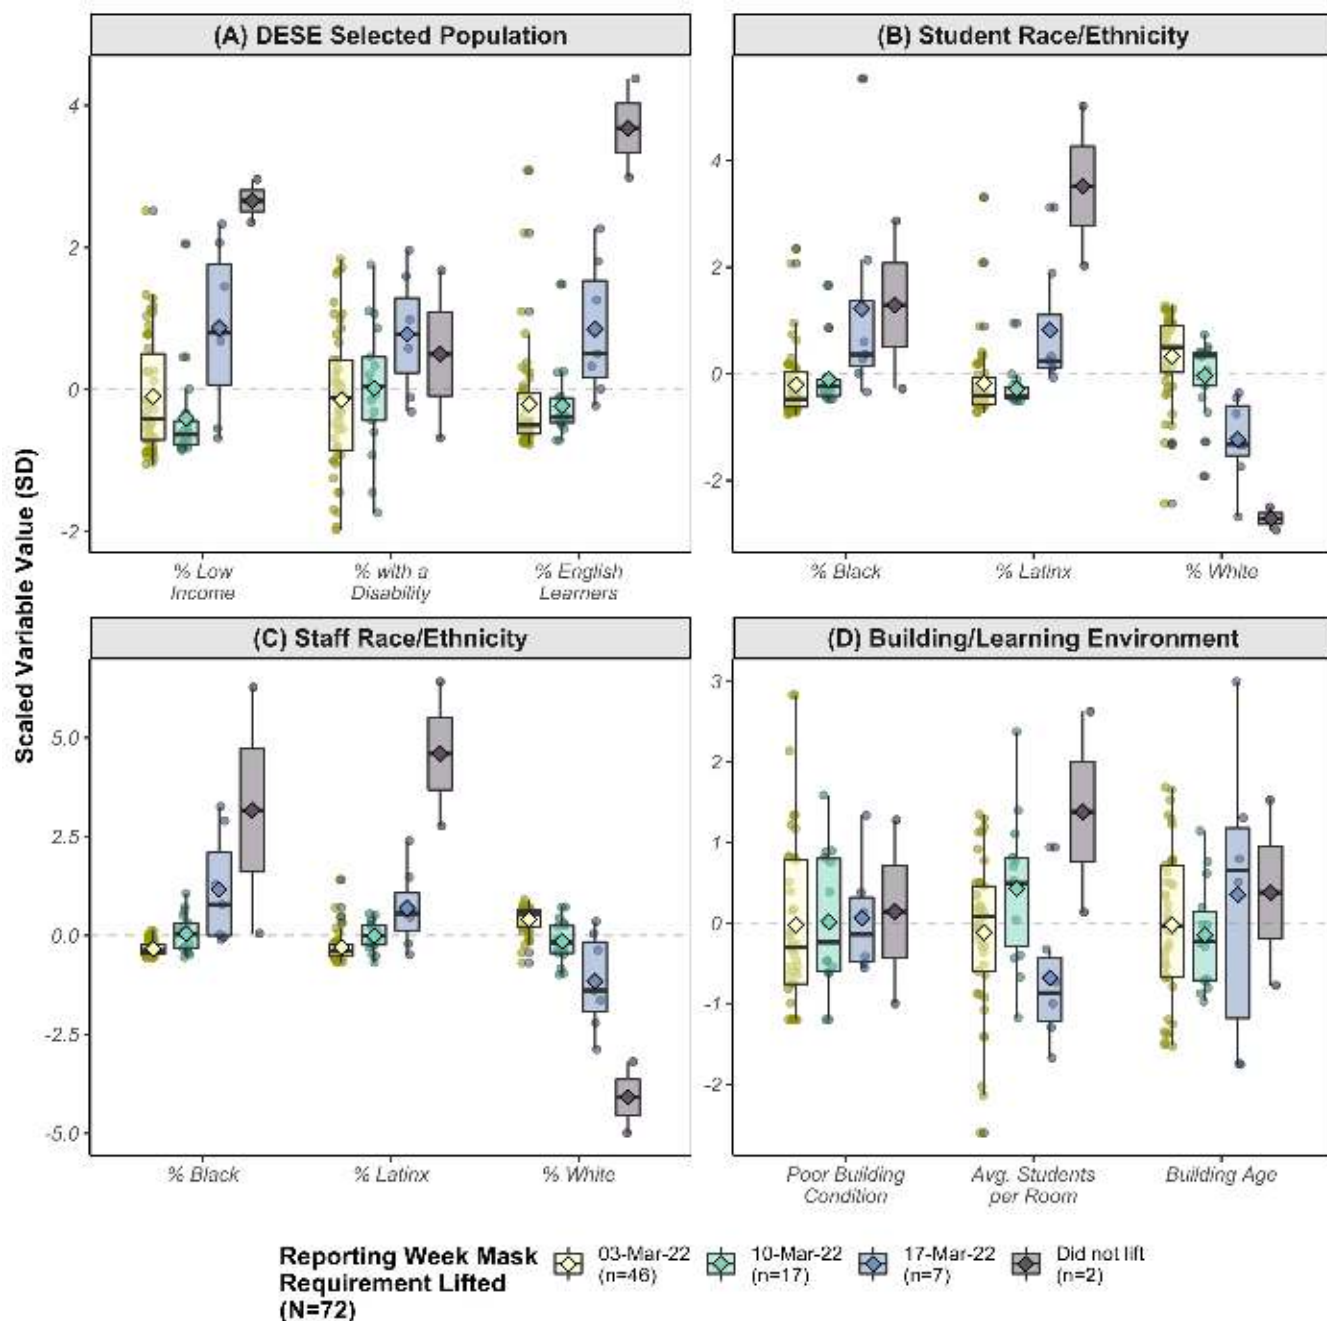 (A) DESE Selected Population
(B) Student Race/Ethnicity
Scaled Variable Value (SD)
4
2
0
-2
% Low
Income
% with a
Disability
% English
Learners
4
2
0
-2
% Black
% Latinx
% White
(C) Staff Race/Ethnicity
(D) Building/Learning Environment
5.0
2.5
0.0
-2.5
-5.0
% Black
% Latinx
% White
3
2
1
0
-1
-2
Poor Building
Condition
Avg. Students
per Room
Building Age
Reporting Week Mask
Requirement Lifted
(N=72)
03-Mar-22
(n=46)
10-Mar-22
(n=17)
17-Mar-22
(n=7)
Did not lift
(n=2)